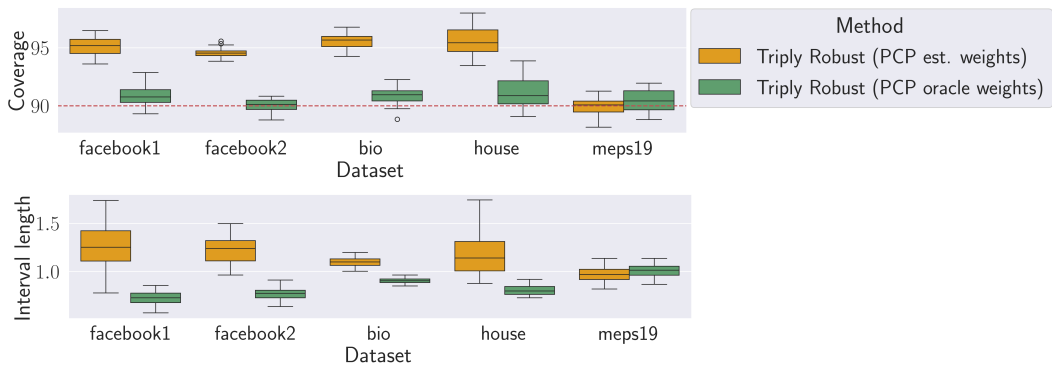 Coverage
95
90
facebook1 facebook2 bio house meps19
Dataset
Method
Triply Robust (PCP est. weights)
Triply Robust (PCP oracle weights)
Interval length
1.5
1.0
facebook1 facebook2 bio house meps19
Dataset